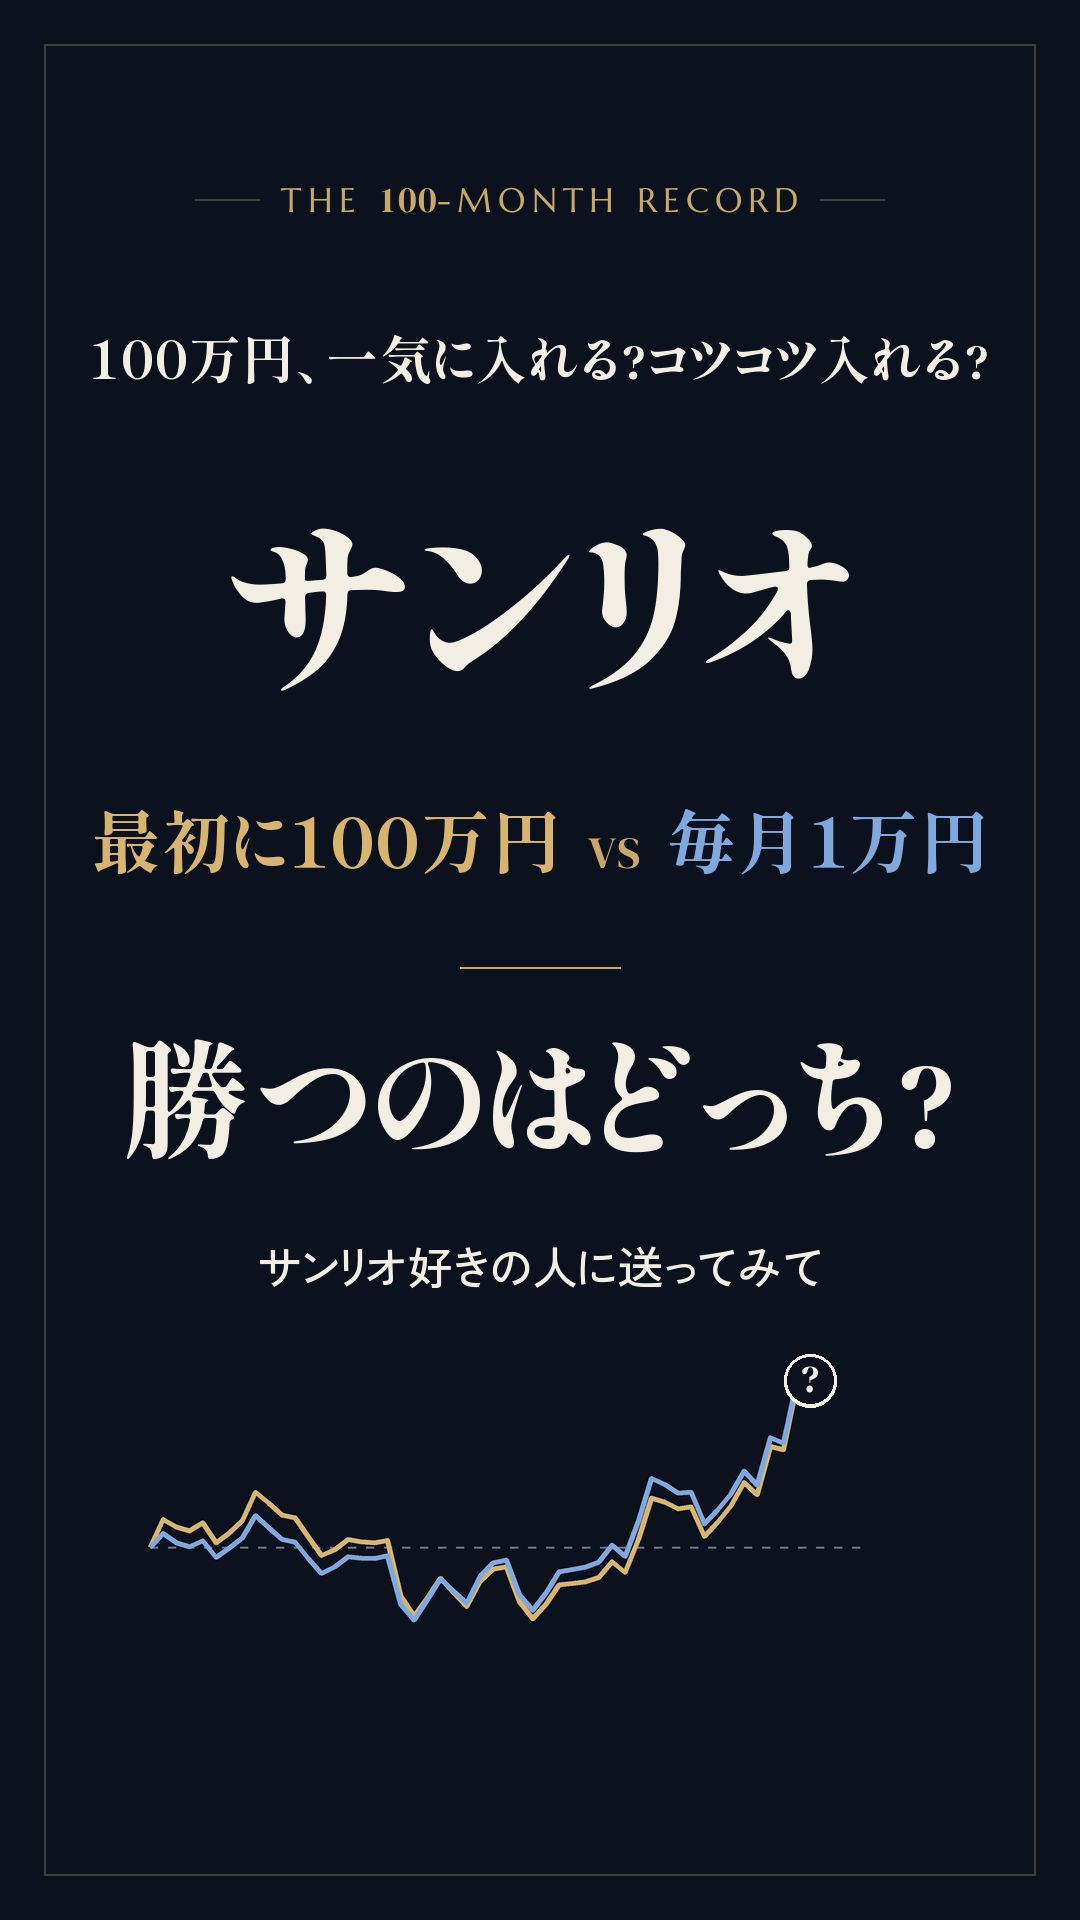 THE 100-MONTH RECORD
100万円、一気に入れる?コツコツ入れる?
サンリオ
最初に100万円 vs 毎月1万円
勝つのはどっち?
サンリオ好きの人に送ってみて
?